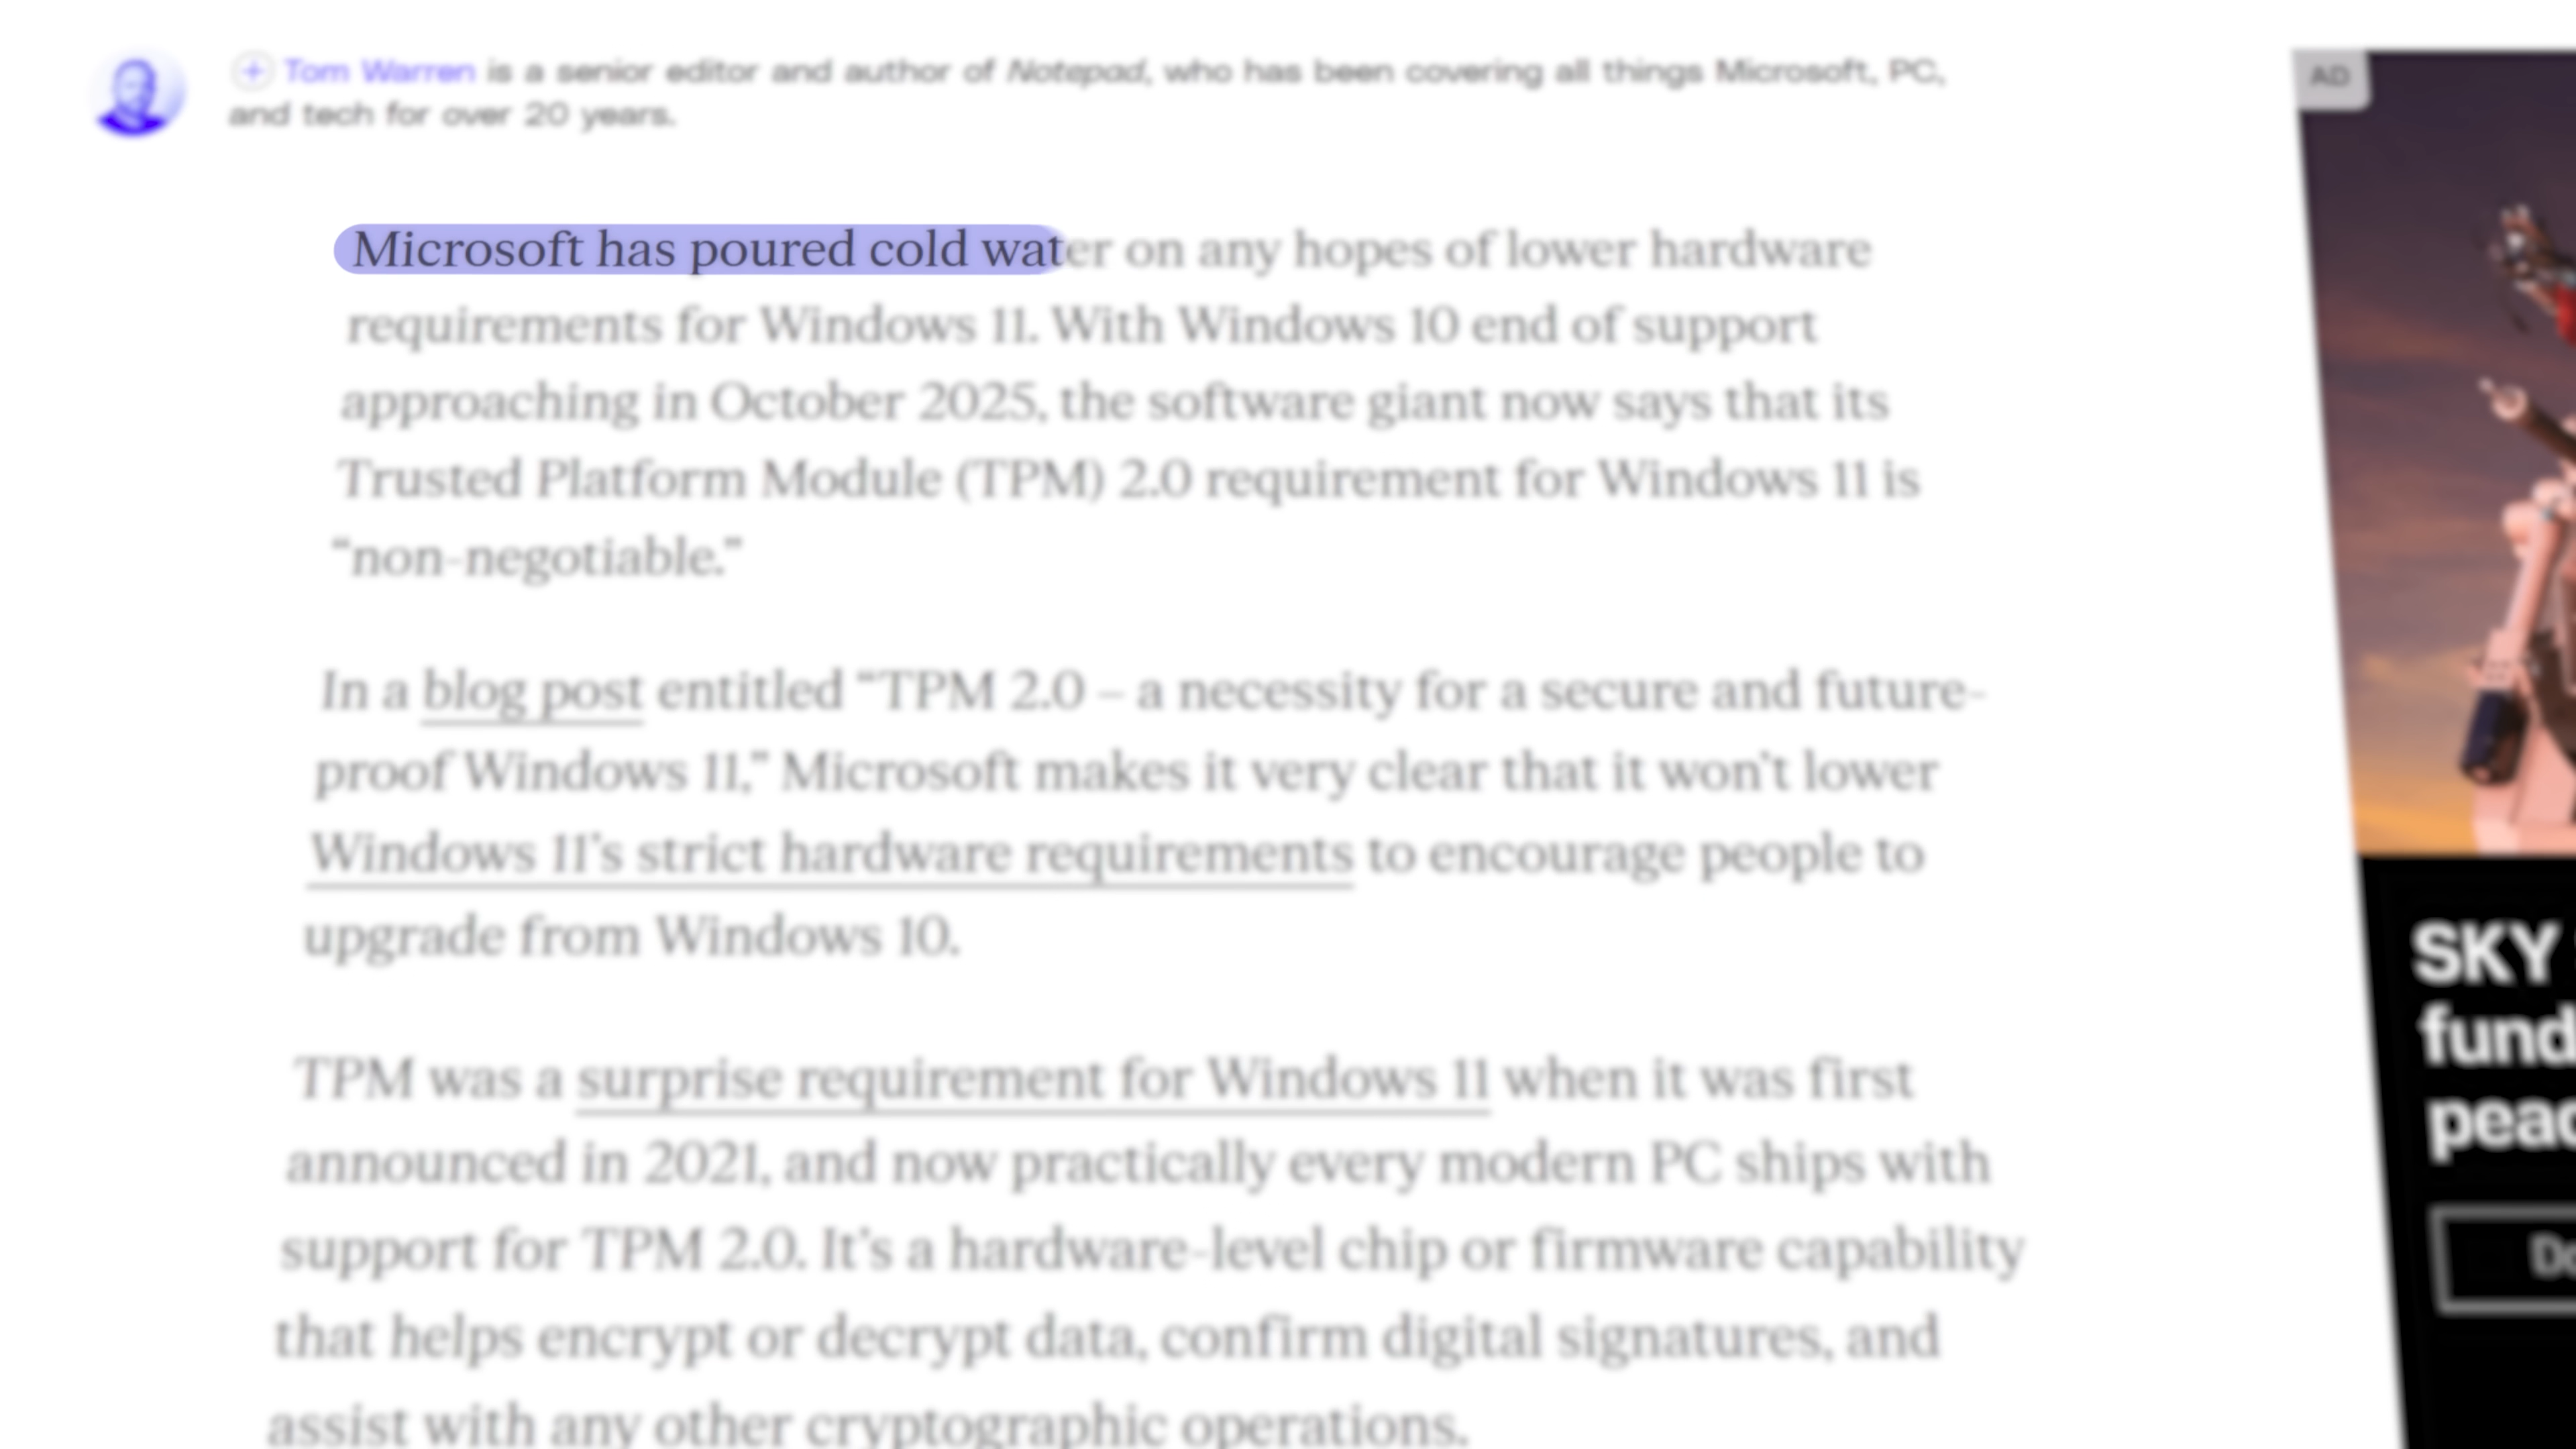 Tom Warren is a senior editor and author of Notepad, who has been covering all things Microsoft, PC,
and tech for over 20 years.
AD
Microsoft has poured cold water on any hopes of lower hardware
requirements for Windows 11. With Windows 10 end of support
approaching in October 2025, the software giant now says that its
Trusted Platform Module (TPM) 2.0 requirement for Windows 11 is
“non-negotiable.”
In a blog post entitled “TPM 2.0 – a necessity for a secure and future-
proof Windows 11,” Microsoft makes it very clear that it won’t lower
Windows 11’s strict hardware requirements to encourage people to
upgrade from Windows 10.
TPM was a surprise requirement for Windows 11 when it was first
announced in 2021, and now practically every modern PC ships with
support for TPM 2.0. It’s a hardware-level chip or firmware capability
that helps encrypt or decrypt data, confirm digital signatures, and
assist with any other cryptographic operations.
SKY
fund